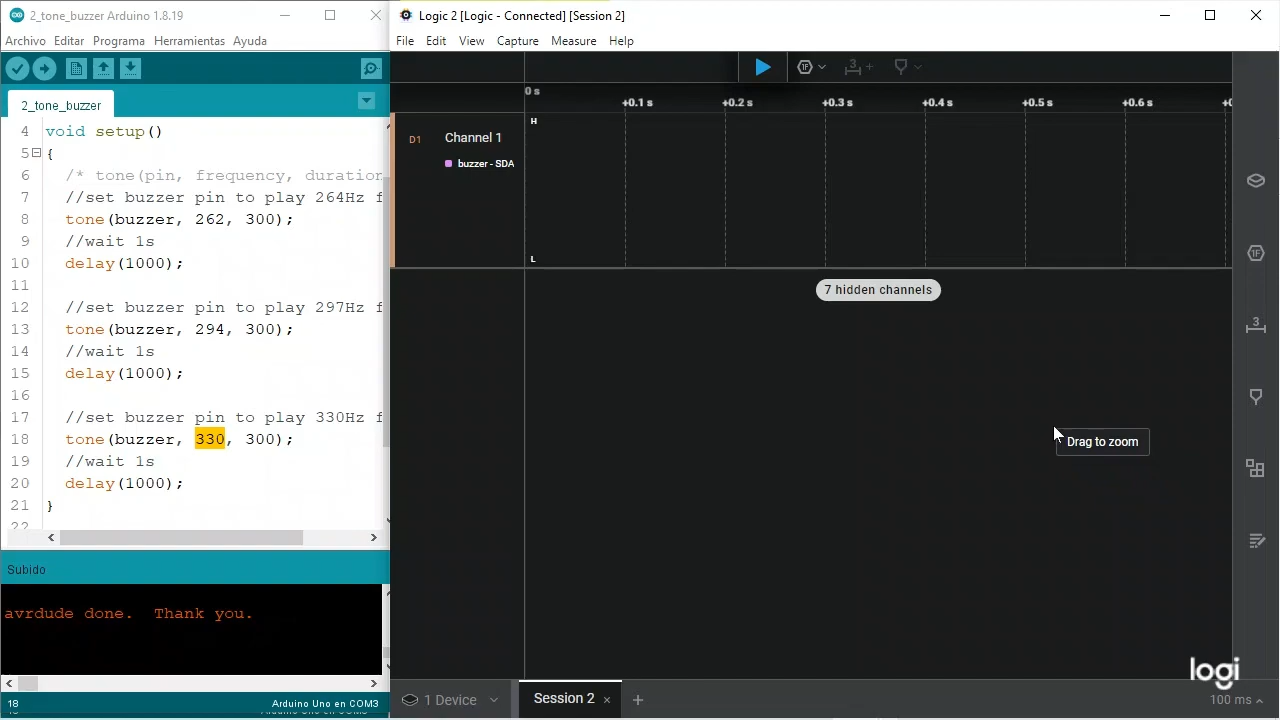 2_tone_buzzer Arduino 1.8.19
Archivo Editar Programa Herramientas Ayuda
2_tone_buzzer
4 void setup()
5 {
6 /* tone(pin, frequency, duration
7 //set buzzer pin to play 264Hz f
8 tone(buzzer, 262, 300);
9 //wait 1s
10 delay(1000);
11
12 //set buzzer pin to play 297Hz f
13 tone(buzzer, 294, 300);
14 //wait 1s
15 delay(1000);
16
17 //set buzzer pin to play 330Hz f
18 tone(buzzer, 330, 300);
19 //wait 1s
20 delay(1000);
21 }
22
Subido
avrdude done.  Thank you.
18 Arduino Uno en COM3
Logic 2 [Logic - Connected] [Session 2]
File Edit View Capture Measure Help
1F 3 +
0 s
+0.1 s +0.2 s +0.3 s +0.4 s +0.5 s +0.6 s
D1 Channel 1
buzzer - SDA
H
L
7 hidden channels
Drag to zoom
1F
3
logi
1 Device Session 2 × + 100 ms